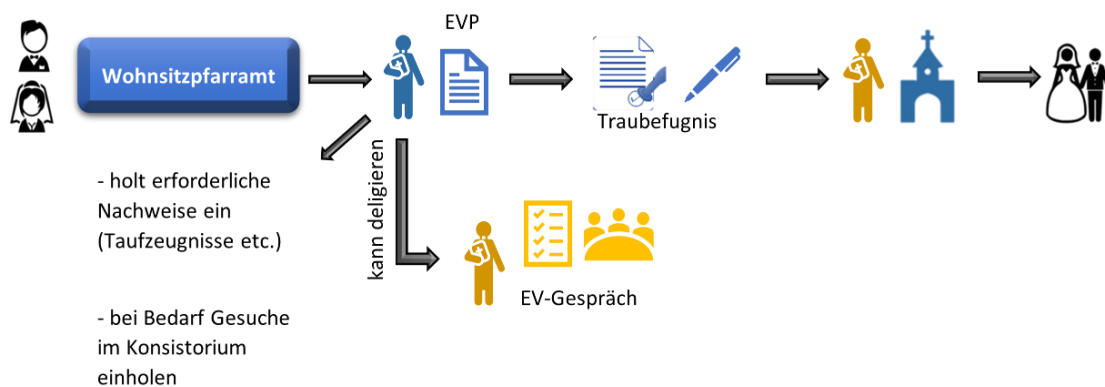 EVP
Wohnsitzpfarramt
Traubefugnis
- holt erforderliche
Nachweise ein
(Taufzeugnisse etc.)
kann deligieren
EV-Gespräch
- bei Bedarf Gesuche
im Konsistorium
einholen